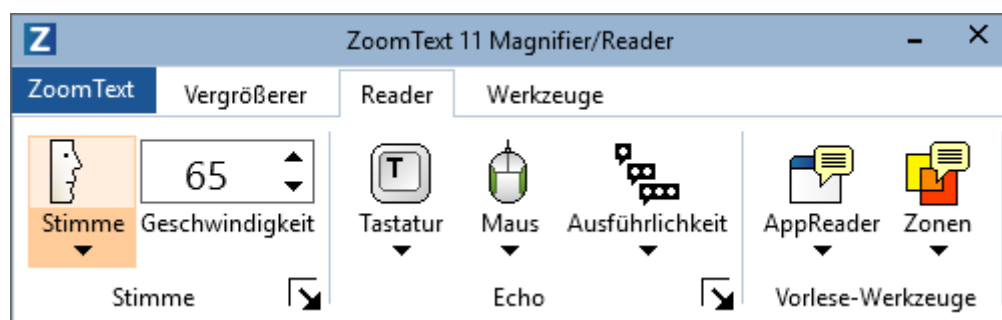 Z ZoomText 11 Magnifier/Reader
ZoomText Vergrößerer Reader Werkzeuge
65 T
Stimme Geschwindigkeit Tastatur Maus Ausführlichkeit AppReader Zonen
Stimme Echo Vorlese-Werkzeuge